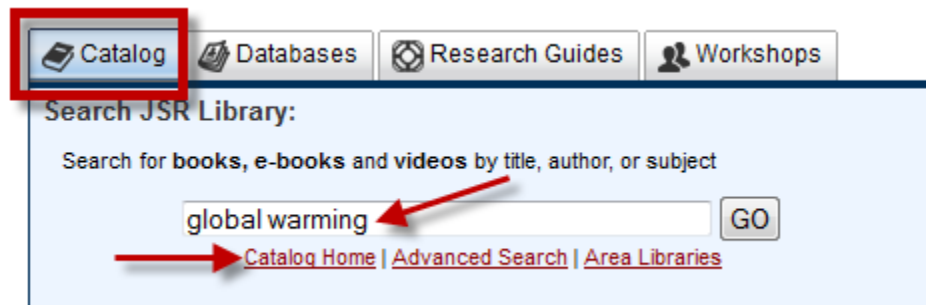 Catalog Databases Research Guides Workshops
Search JSR Library:
Search for books, e-books and videos by title, author, or subject
global warming GO
Catalog Home | Advanced Search | Area Libraries